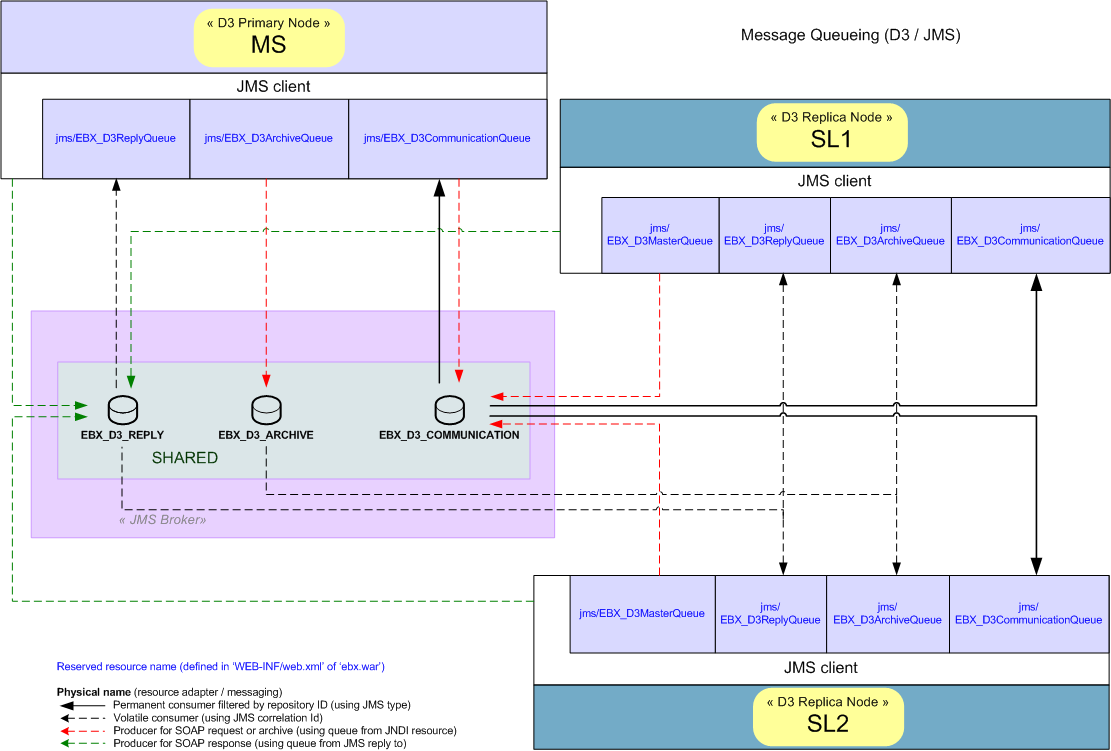 « D3 Primary Node »
MS
Message Queueing (D3 / JMS)
JMS client
jms/EBX_D3ReplyQueue
jms/EBX_D3ArchiveQueue
jms/EBX_D3CommunicationQueue
« D3 Replica Node »
SL1
JMS client
jms/
EBX_D3MasterQueue
jms/
EBX_D3ReplyQueue
jms/
EBX_D3ArchiveQueue
jms/
EBX_D3CommunicationQueue
EBX_D3_REPLY
EBX_D3_ARCHIVE
EBX_D3_COMMUNICATION
SHARED
« JMS Broker»
jms/EBX_D3MasterQueue
jms/
EBX_D3ReplyQueue
jms/
EBX_D3ArchiveQueue
jms/
EBX_D3CommunicationQueue
JMS client
« D3 Replica Node »
SL2
Reserved resource name (defined in ‘WEB-INF/web.xml’ of ‘ebx.war’)
Physical name (resource adapter / messaging)
Permanent consumer filtered by repository ID (using JMS type)
Volatile consumer (using JMS correlation Id)
Producer for SOAP request or archive (using queue from JNDI resource)
Producer for SOAP response (using queue from JMS reply to)